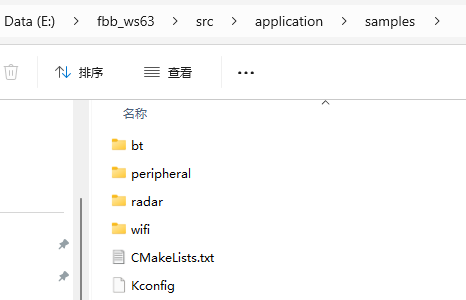 Data (E:) > fbb_ws63 > src > application > samples >
排序 查看 •••
名称
bt
peripheral
radar
wifi
CMakeLists.txt
Kconfig